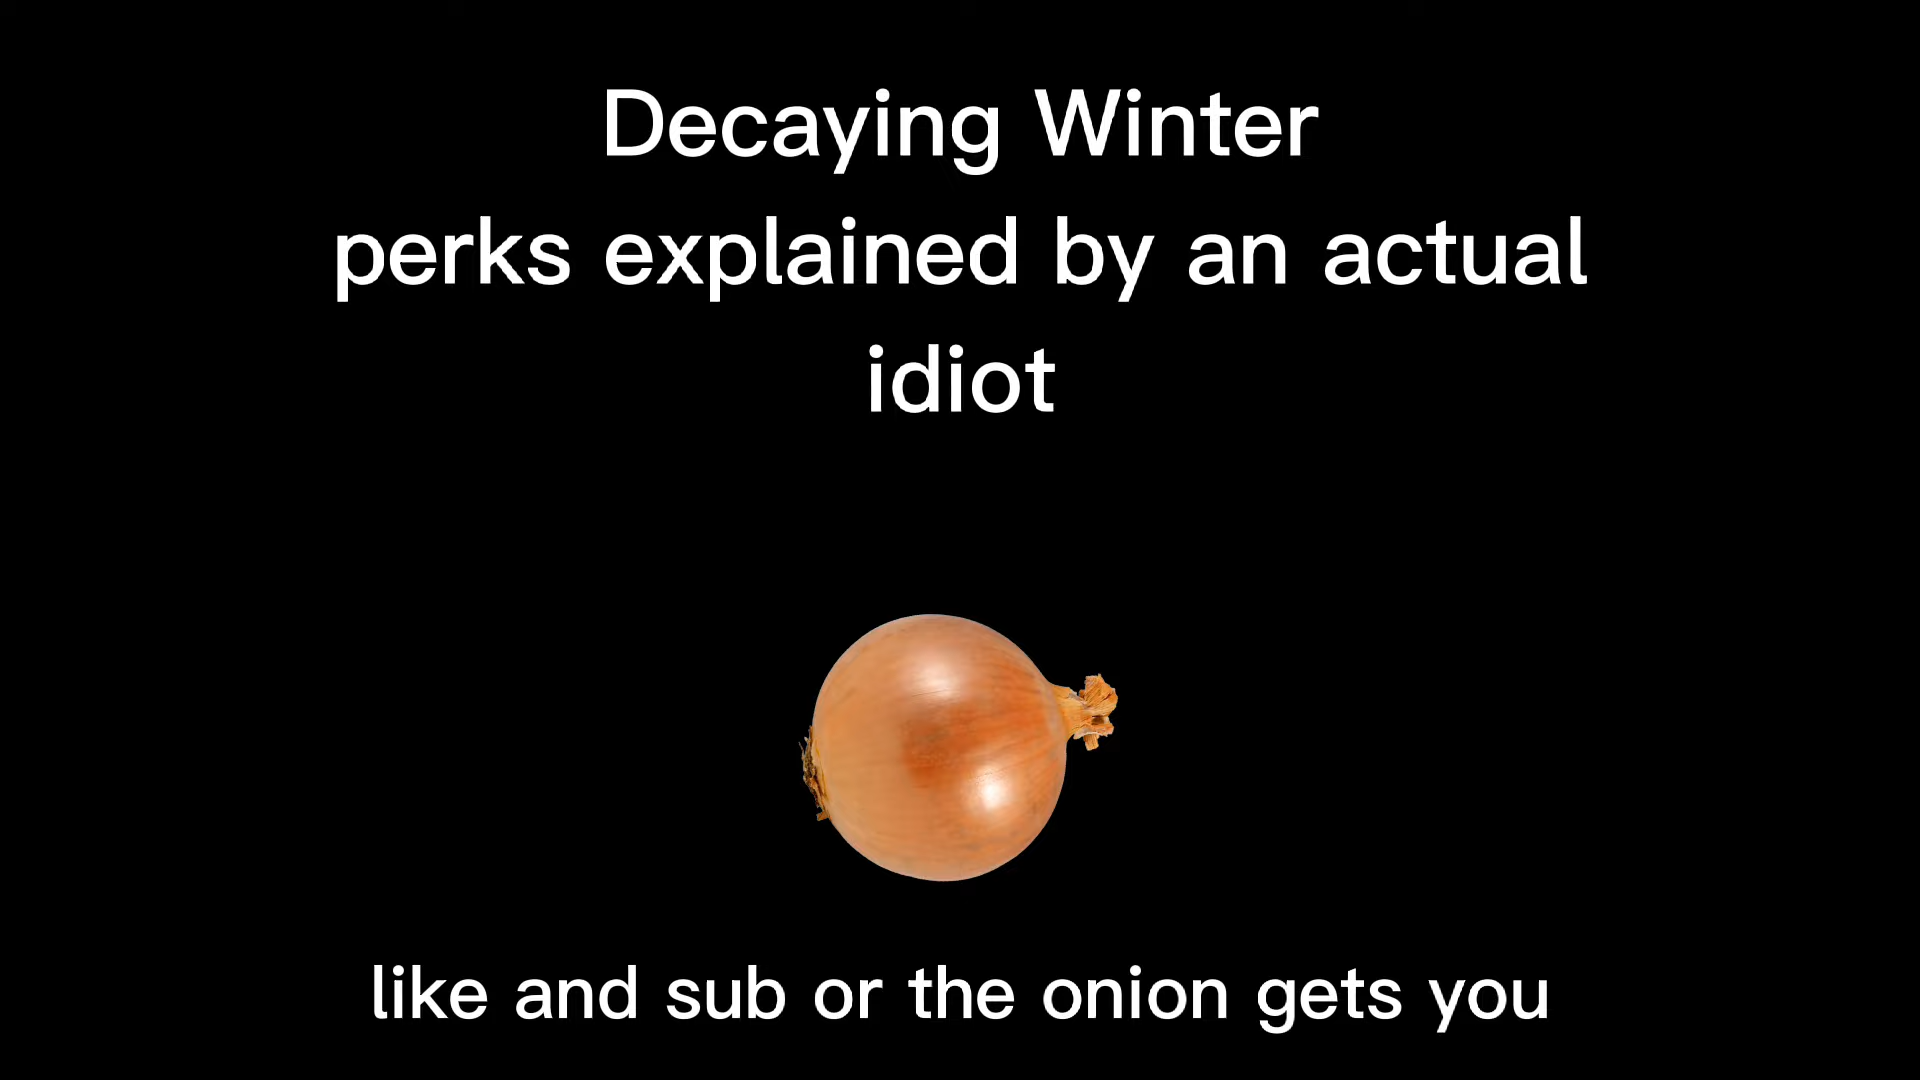 Decaying Winter
perks explained by an actual
idiot
like and sub or the onion gets you